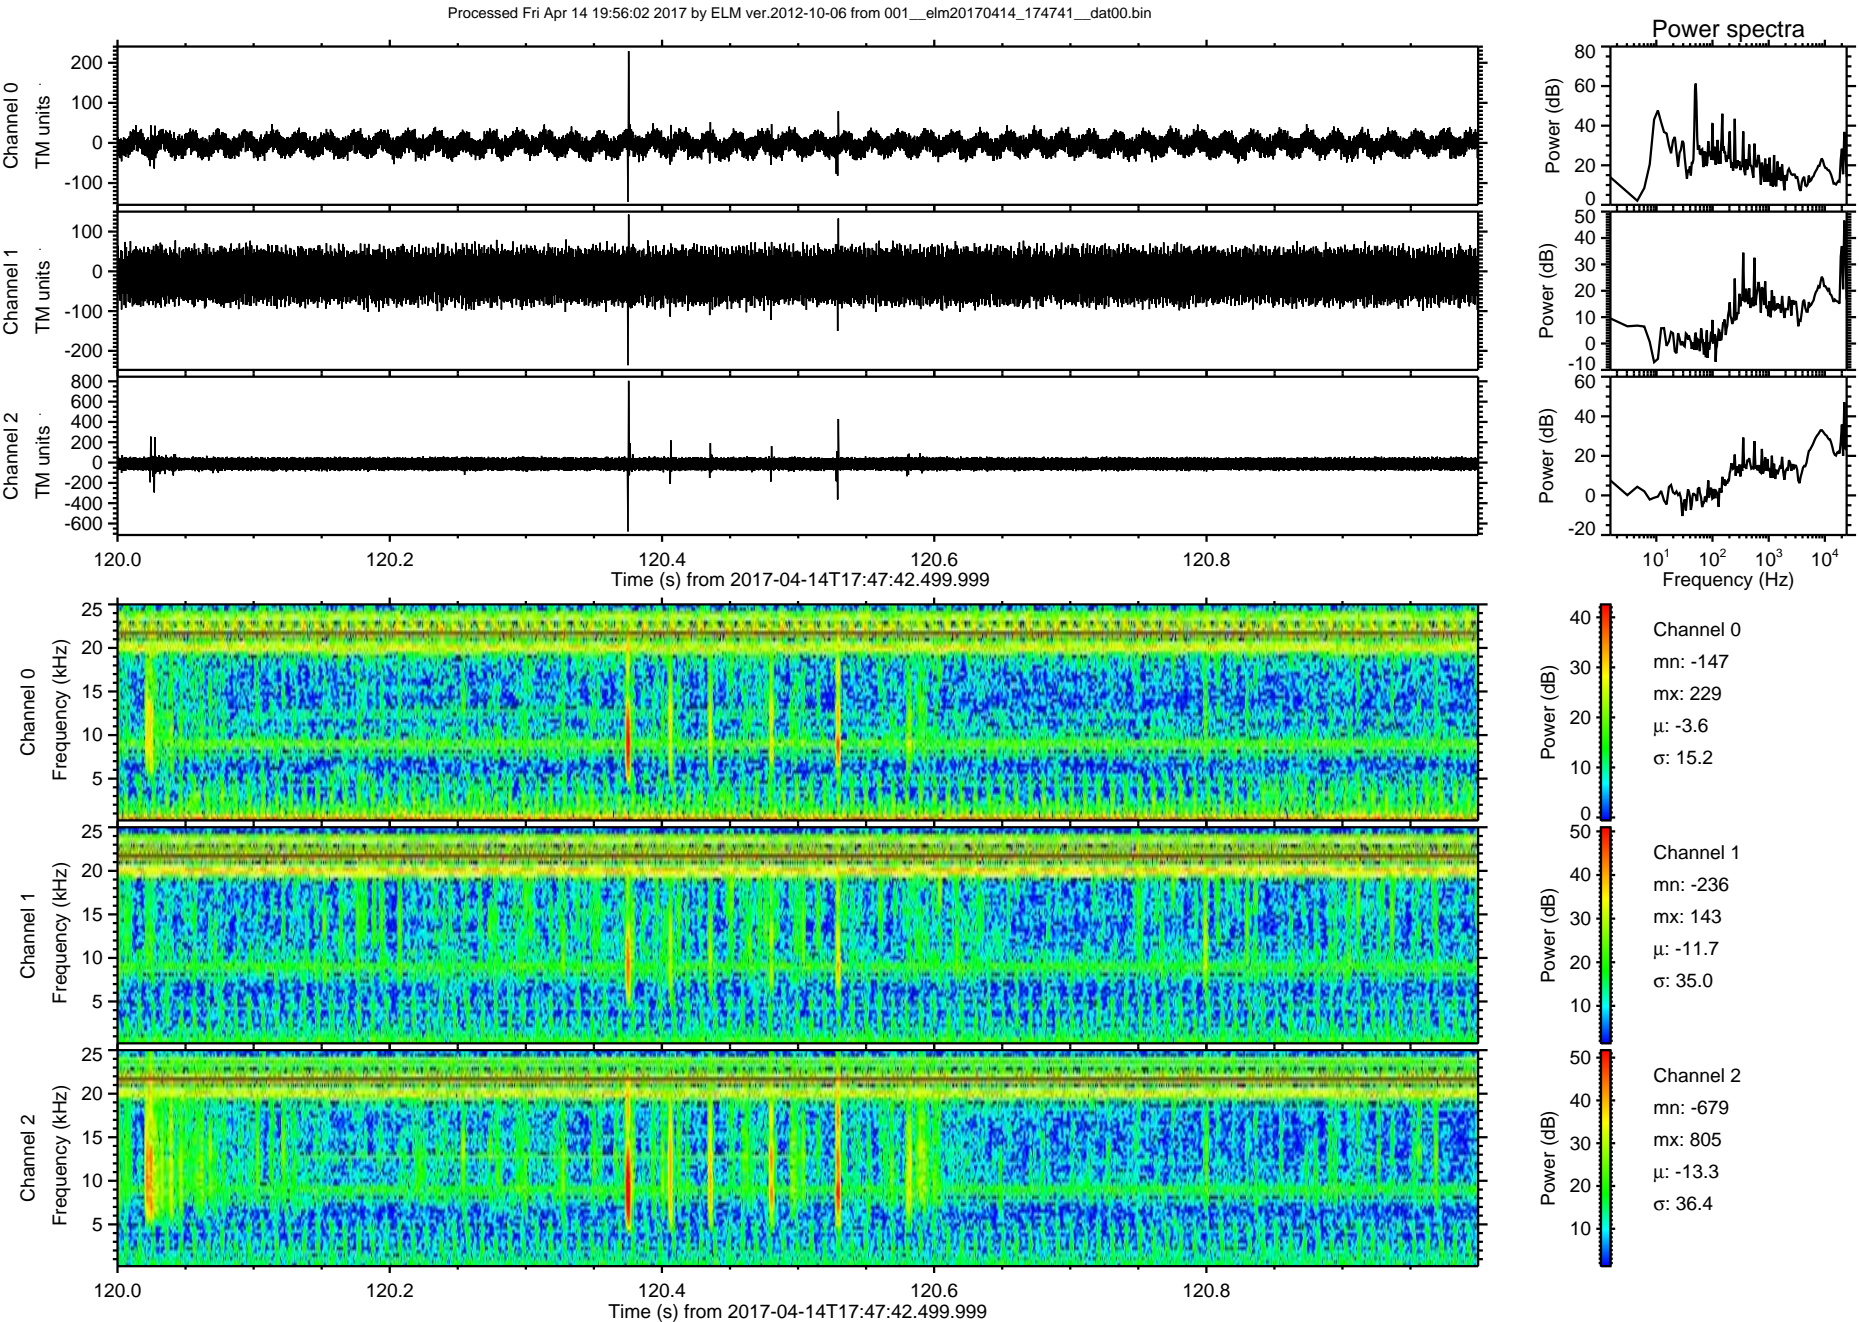 Processed Fri Apr 14 19:56:02 2017 by ELM ver.2012-10-06 from 001__elm20170414_174741__dat00.bin
Power spectra
Channel 0
TM units
200
100
0
-100
Power (dB)
80
60
40
20
0
Channel 1
TM units
100
0
-100
-200
Power (dB)
50
40
30
20
10
0
-10
Channel 2
TM units
800
600
400
200
0
-200
-400
-600
Power (dB)
60
40
20
0
-20
120.0 120.2 120.4 120.6 120.8
Time (s) from 2017-04-14T17:47:42.499.999
10^1 10^2 10^3 10^4
Frequency (Hz)
Channel 0
Frequency (kHz)
25
20
15
10
5
Power (dB)
40
30
20
10
0
Channel 0
mn: -147
mx: 229
μ: -3.6
σ: 15.2
Channel 1
Frequency (kHz)
25
20
15
10
5
Power (dB)
50
40
30
20
10
Channel 1
mn: -236
mx: 143
μ: -11.7
σ: 35.0
Channel 2
Frequency (kHz)
25
20
15
10
5
Power (dB)
50
40
30
20
10
Channel 2
mn: -679
mx: 805
μ: -13.3
σ: 36.4
120.0 120.2 120.4 120.6 120.8
Time (s) from 2017-04-14T17:47:42.499.999